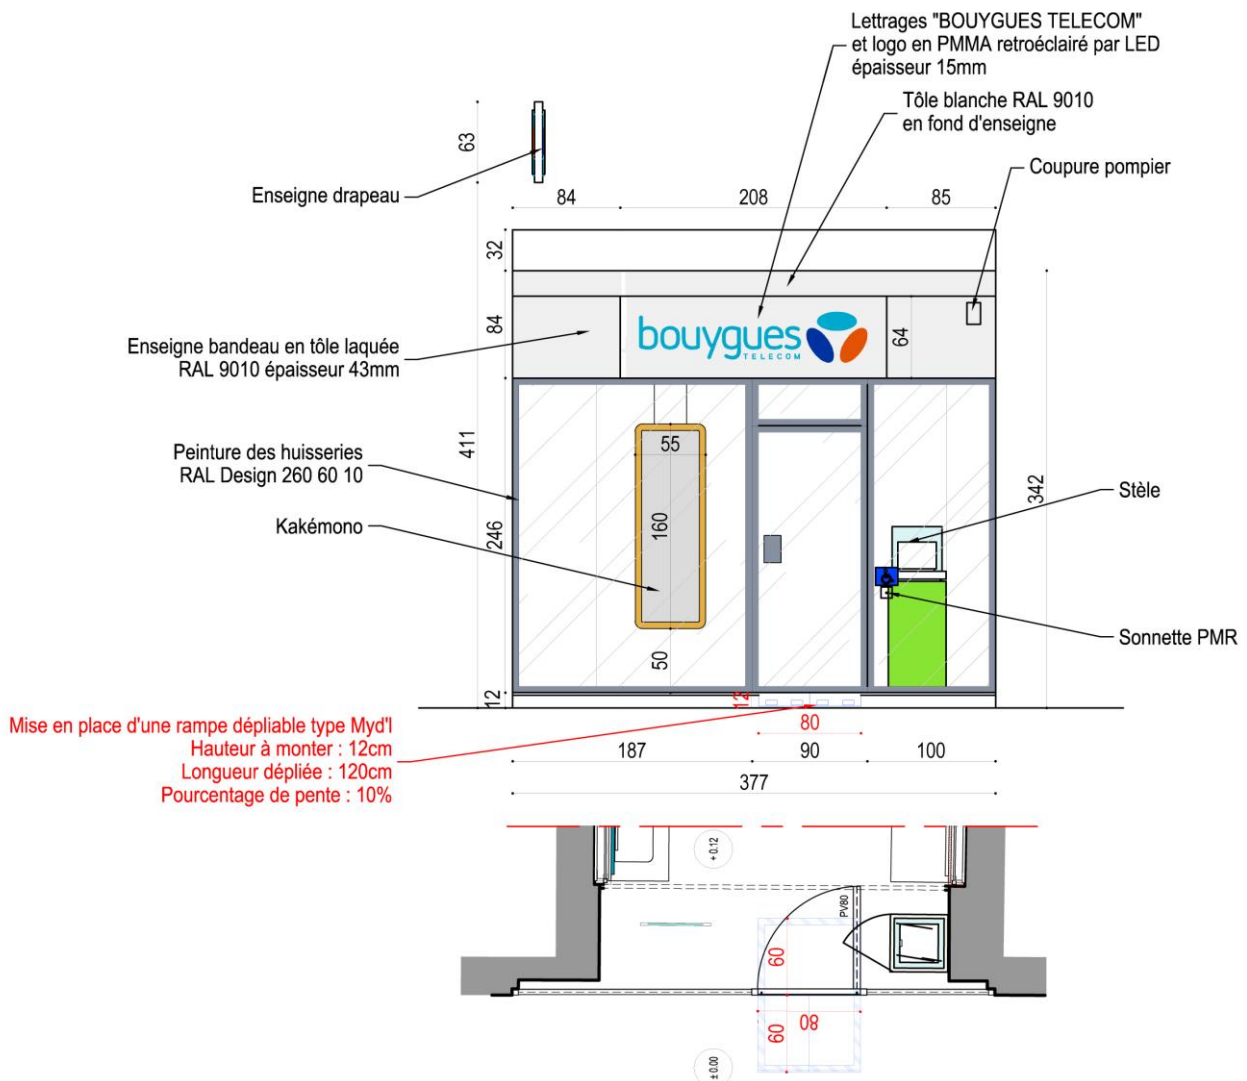 Lettrages "BOUYGUES TELECOM"
et logo en PMMA retroéclairé par LED
épaisseur 15mm
Tôle blanche RAL 9010
en fond d'enseigne
Coupure pompier
63
Enseigne drapeau
84
208
85
32
84
bouygues
TELECOM
64
Enseigne bandeau en tôle laquée
RAL 9010 épaisseur 43mm
411
Peinture des huisseries
RAL Design 260 60 10
55
342
Stèle
Kakémono
246
160
Sonnette PMR
50
12
12
Mise en place d'une rampe dépliable type Myd'l
Hauteur à monter : 12cm
Longueur dépliée : 120cm
Pourcentage de pente : 10%
80
187
90
100
377
+ 0.12
PV80
60
60
80
± 0.00